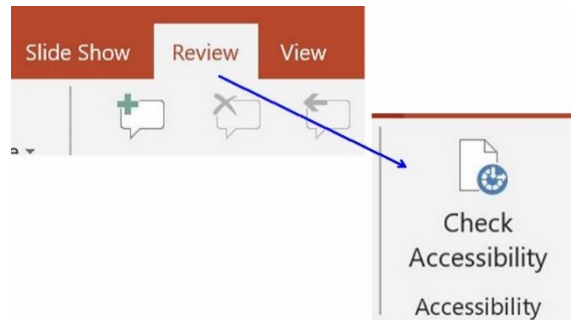 Slide Show Review View
e
Check
Accessibility
Accessibility